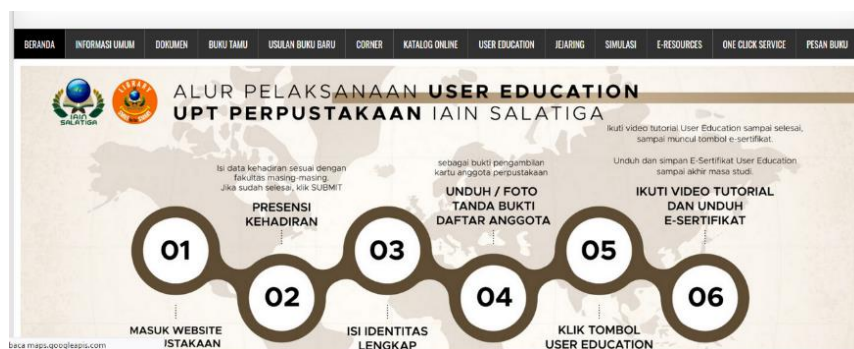 BERANDA INFORMASI UMUM DOKUMEN BUKU TAMU USULAN BUKU BARU CORNER KATALOG ONLINE USER EDUCATION JEJARING SIMULASI E-RESOURCES ONE CLICK SERVICE PESAN BUKU
IAIN
SALATIGA
LIBRARY
ALUR PELAKSANAAN USER EDUCATION
UPT PERPUSTAKAAN IAIN SALATIGA
Isi data kehadiran sesuai dengan
fakultas masing-masing.
Jika sudah selesai, klik SUBMIT
PRESENSI
KEHADIRAN
sebagai bukti pengambilan
kartu anggota perpustakaan
UNDUH / FOTO
TANDA BUKTI
DAFTAR ANGGOTA
Ikuti video tutorial User Education sampai selesai,
sampai muncul tombol e-sertifikat.
Unduh dan simpan E-Sertifikat User Education
sampai akhir masa studi.
IKUTI VIDEO TUTORIAL
DAN UNDUH
E-SERTIFIKAT
01
02
03
04
05
06
MASUK WEBSITE
USTAKAAN
ISI IDENTITAS
LENGKAP
KLIK TOMBOL
USER EDUCATION
baca maps.googleapis.com